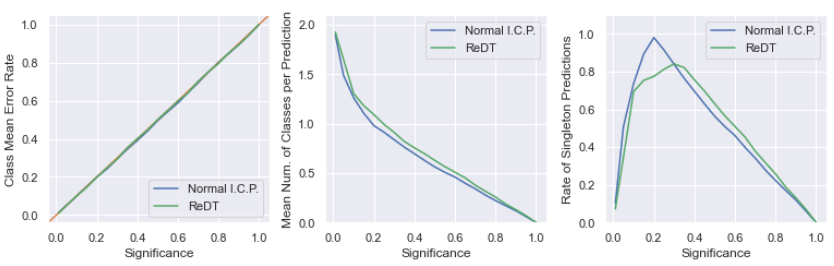 Class Mean Error Rate
1.0
0.8
0.6
0.4
0.2
0.0
Normal I.C.P.
ReDT
0.0 0.2 0.4 0.6 0.8 1.0
Significance
Mean Num. of Classes per Prediction
2.0
1.5
1.0
0.5
0.0
Normal I.C.P.
ReDT
0.0 0.2 0.4 0.6 0.8 1.0
Significance
Rate of Singleton Predictions
1.0
0.8
0.6
0.4
0.2
0.0
Normal I.C.P.
ReDT
0.0 0.2 0.4 0.6 0.8 1.0
Significance